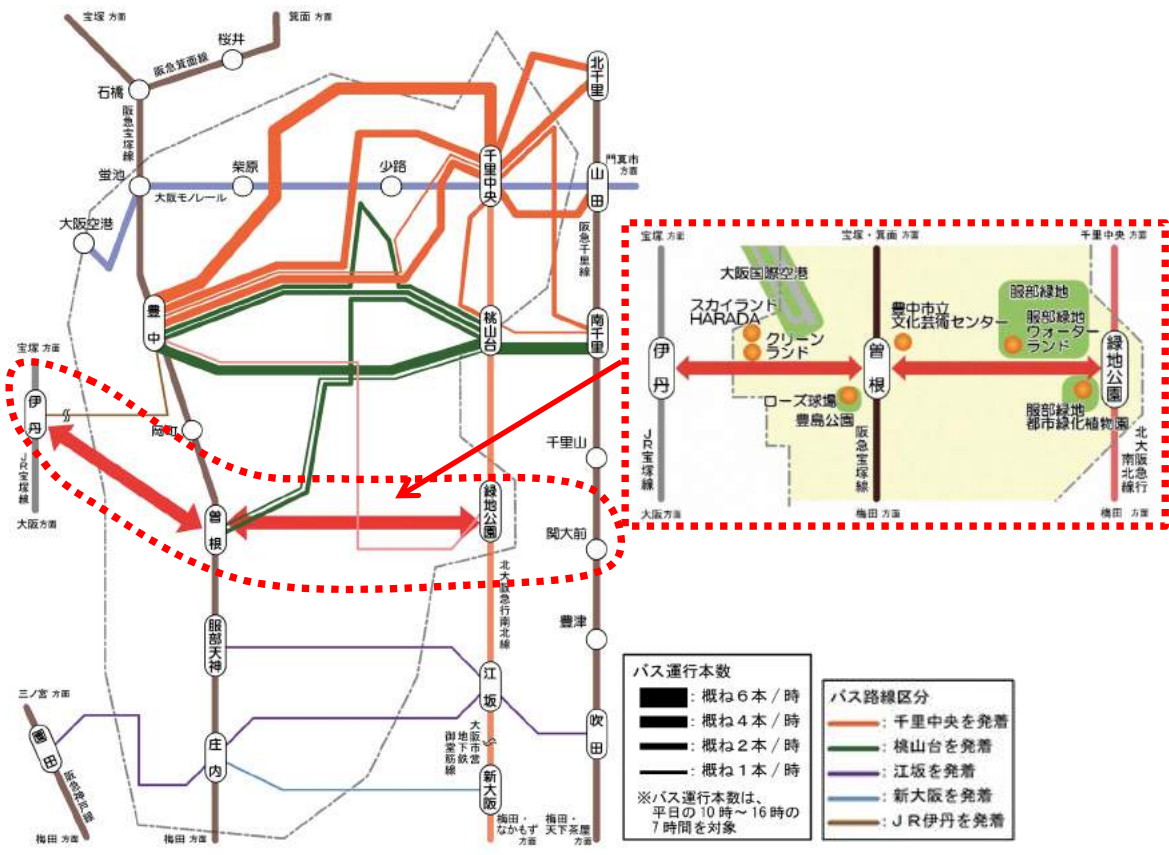 宝塚 方面
箕面 方面
桜井
阪急箕面線
石橋
阪急宝塚線
北千里
千里中央
蛍池
柴原
少路
大阪モノレール
門真市
方面
山田
阪急千里線
大阪空港
豊中
桃山台
南千里
宝塚 方面
伊丹
JR宝塚線
大阪方面
岡町
曽根
千里山
緑地公園
関大前
北大阪急行南北線
豊津
服部天神
江坂
吹田
三ノ宮 方面
園田
阪急神戸線
梅田 方面
庄内
梅田 方面
大阪市営
地下鉄
御堂筋線
新大阪
梅田・
なかもず
方面
梅田・
天下茶屋
方面
宝塚 方面
宝塚・箕面 方面
千里中央 方面
大阪国際空港
スカイランド
HARADA
クリーン
ランド
豊中市立
文化芸術センター
服部緑地
服部緑地
ウォーター
ランド
伊丹
曽根
緑地公園
ローズ球場
豊島公園
服部緑地
都市緑化植物園
JR宝塚線
阪急宝塚線
北大阪急行
南北線
大阪方面
梅田 方面
梅田 方面
バス運行本数
：概ね6本/時
：概ね4本/時
：概ね2本/時
：概ね1本/時
※バス運行本数は、
平日の10時～16時の
7時間を対象
バス路線区分
：千里中央を発着
：桃山台を発着
：江坂を発着
：新大阪を発着
：JR伊丹を発着